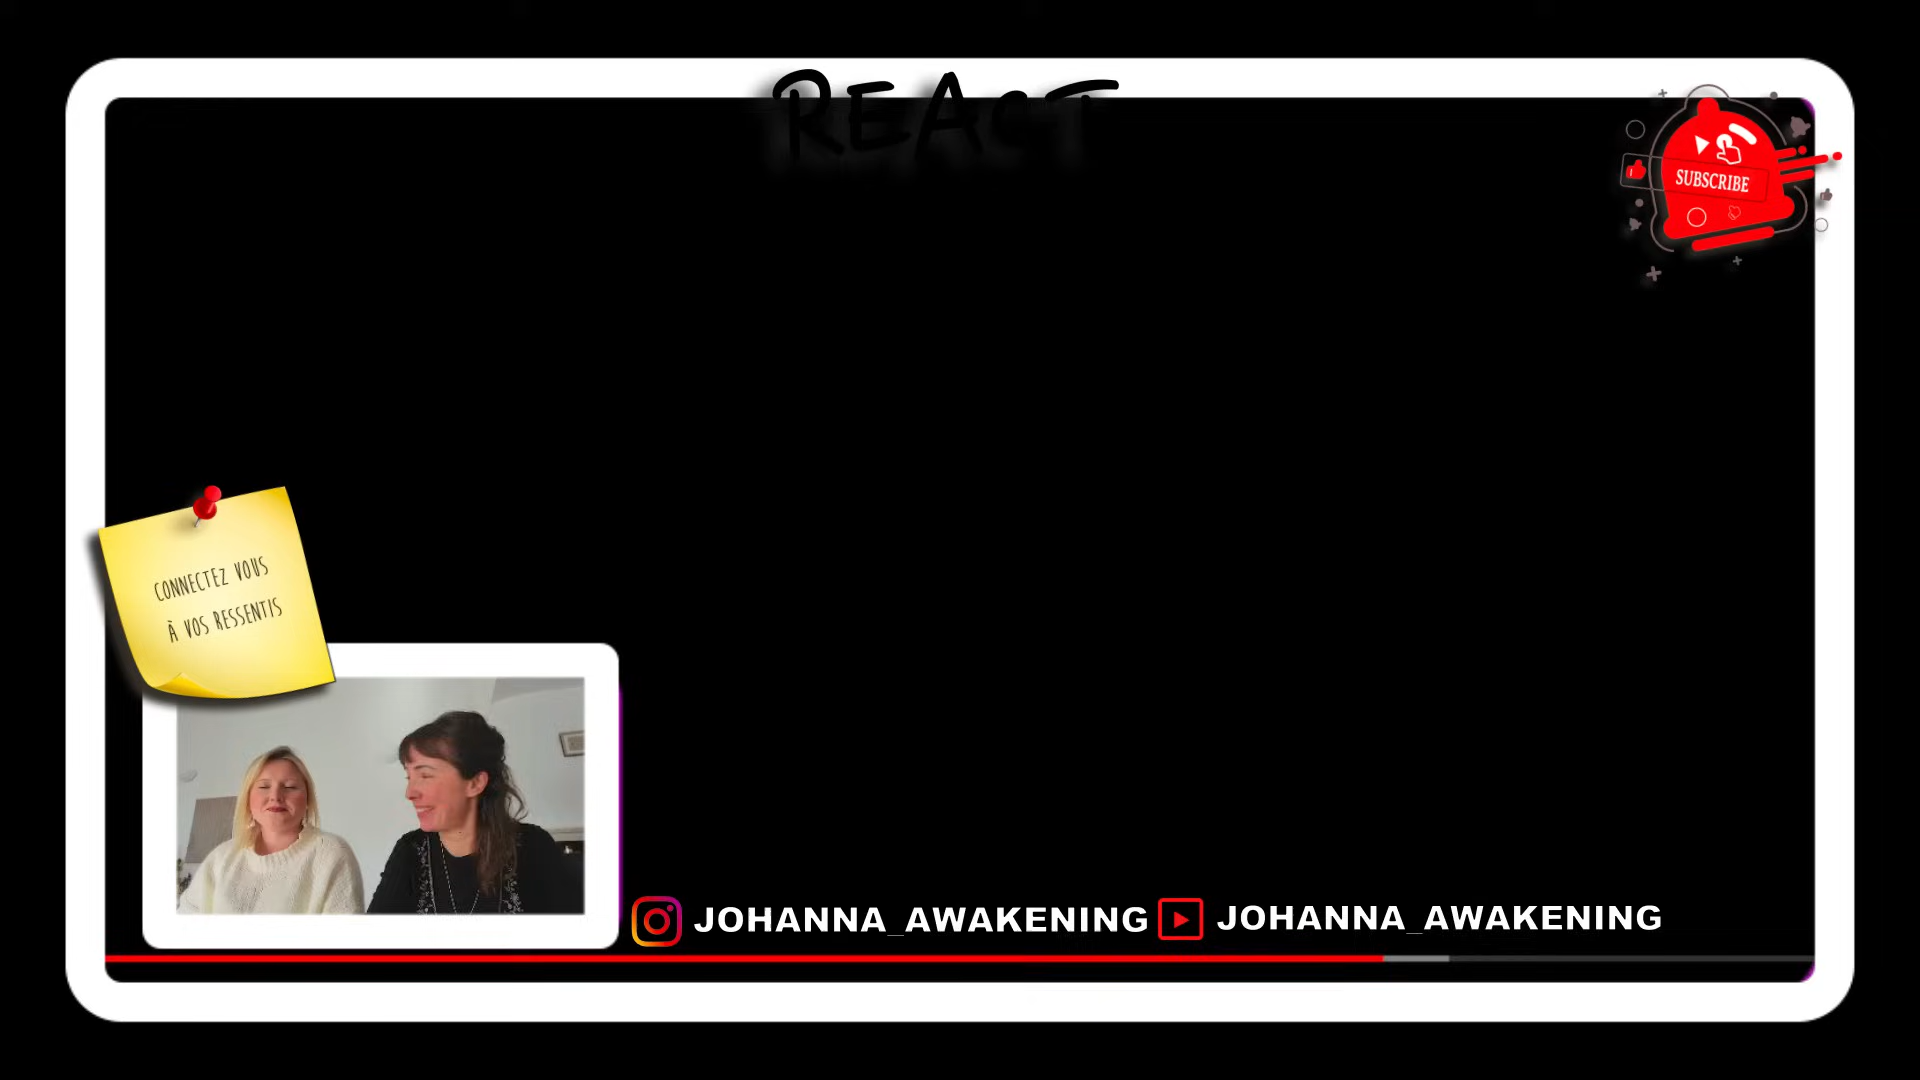 REACT
SUBSCRIBE
CONNECTEZ VOUS
À VOS RESSENTIS
JOHANNA_AWAKENING
JOHANNA_AWAKENING